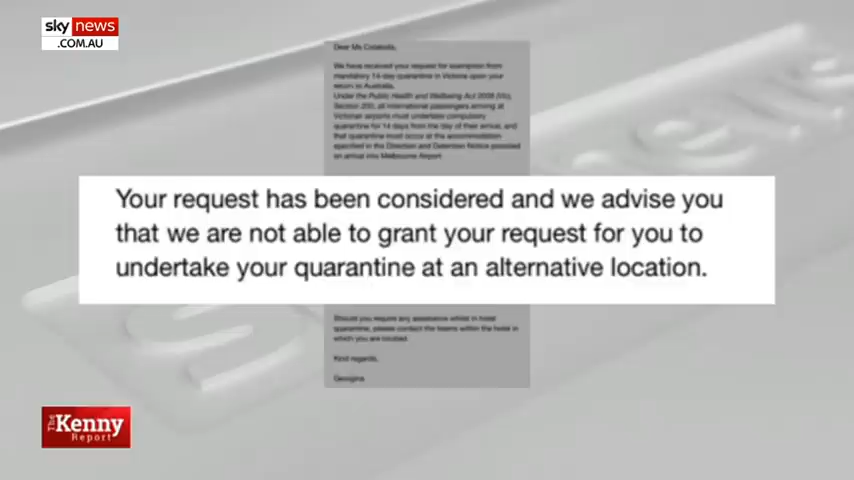 sky news
.COM.AU
Dear Ms
We have received your request for exemption from
mandatory 14-day quarantine in Victoria upon your
return to Australia.
Under the Public Health and Wellbeing Act 2008 (Vic),
Section 200, all international passengers arriving at
Victorian airports must undertake compulsory
quarantine for 14 days from the day of their arrival, and
that quarantine must occur at the accommodation
specified in the Direction and Detention Notice provided
on arrival into Melbourne Airport.
Your request has been considered and we advise you
that we are not able to grant your request for you to
undertake your quarantine at an alternative location.
Should you require any assistance whilst in hotel
quarantine, please contact the teams within the hotel in
which you are located.
Kind regards,
Georgina
The
Kenny
Report